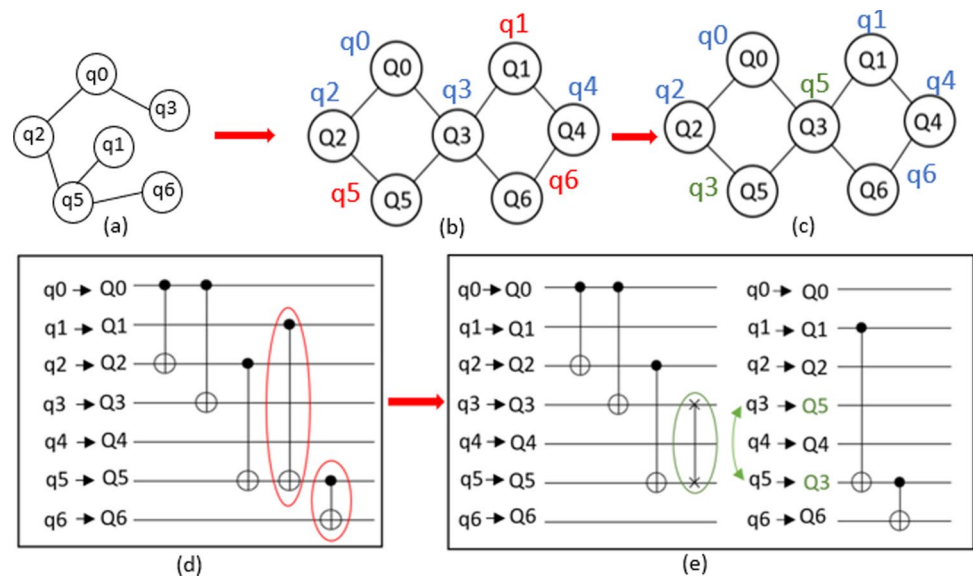 q0
q3
q2
q1
q5
q6
(a)
q0 Q0
q1 Q1
q2 Q2
q3 Q3
q4 Q4
q5 Q5
q6 Q6
(b)
q0 Q0
q1 Q1
q2 Q2
q5 Q3
q4 Q4
q3 Q5
q6 Q6
(c)
q0 → Q0
q1 → Q1
q2 → Q2
q3 → Q3
q4 → Q4
q5 → Q5
q6 → Q6
(d)
q0 → Q0
q1 → Q1
q2 → Q2
q3 → Q3
q4 → Q4
q5 → Q5
q6 → Q6
q0 → Q0
q1 → Q1
q2 → Q2
q3 → Q5
q4 → Q4
q5 → Q3
q6 → Q6
(e)